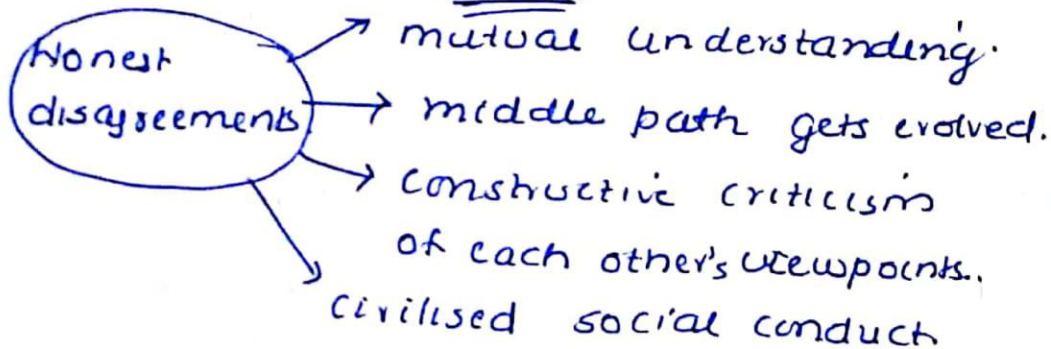 Honest
disagreements
mutual understanding.
middle path gets evolved.
constructive criticism
of each other's viewpoints..
Civilised social conduct